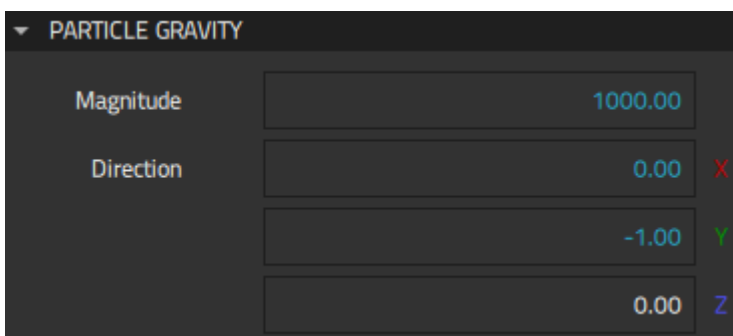 PARTICLE GRAVITY
Magnitude 1000.00
Direction 0.00 X
-1.00 Y
0.00 Z